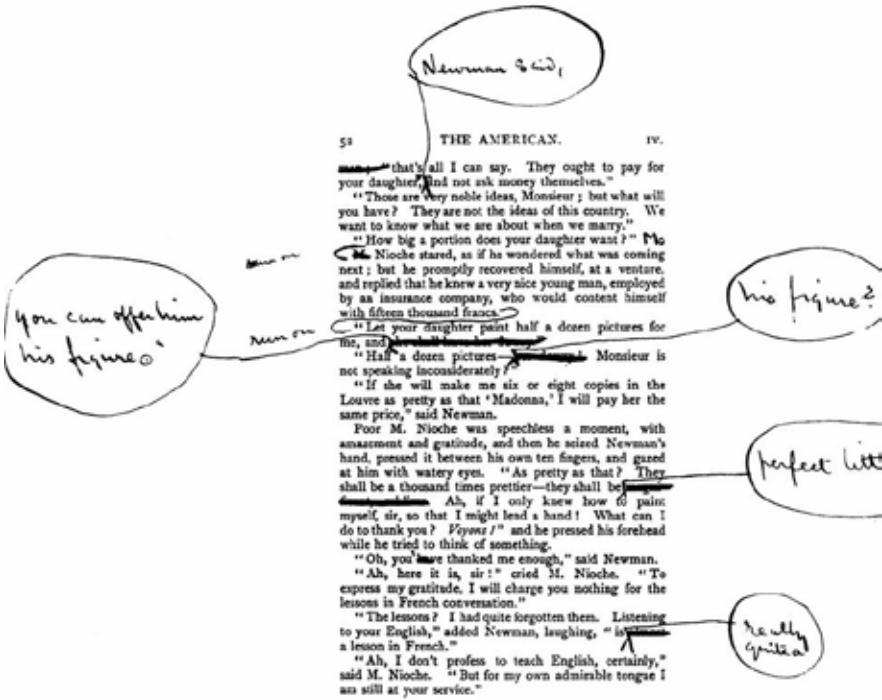 Newman said,
52 THE AMERICAN. IV.
"that's all I can say. They ought to pay for
your daughter, and not ask money themselves."
"Those are very noble ideas, Monsieur; but what will
you have? They are not the ideas of this country. We
want to know what we are about when we marry."
"How big a portion does your daughter want?" Mo
Nioche stared, as if he wondered what was coming
next; but he promptly recovered himself, at a venture,
and replied that he knew a very nice young man, employed
by an insurance company, who would content himself
with fifteen thousand francs.
run on
"Let your daughter paint half a dozen pictures for
me, and
you can offer him
his figure."
run on
"Half a dozen pictures— Monsieur is
his figure?
not speaking inconsiderately?"
"If she will make me six or eight copies in the
Louvre as pretty as that 'Madonna,' I will pay her the
same price," said Newman.
Poor M. Nioche was speechless a moment, with
amazement and gratitude, and then he seized Newman's
hand, pressed it between his own ten fingers, and gazed
at him with watery eyes. "As pretty as that? They
shall be a thousand times prettier—they shall be
perfect litt
Ah, if I only knew how to paint
myself, sir, so that I might lend a hand! What can I
do to thank you? Voyons!" and he pressed his forehead
while he tried to think of something.
"Oh, you've thanked me enough," said Newman.
"Ah, here it is, sir!" cried M. Nioche. "To
express my gratitude, I will charge you nothing for the
lessons in French conversation."
"The lessons? I had quite forgotten them. Listening
to your English," added Newman, laughing, "is
really
quite a
a lesson in French."
"Ah, I don't profess to teach English, certainly,"
said M. Nioche. "But for my own admirable tongue I
am still at your service."